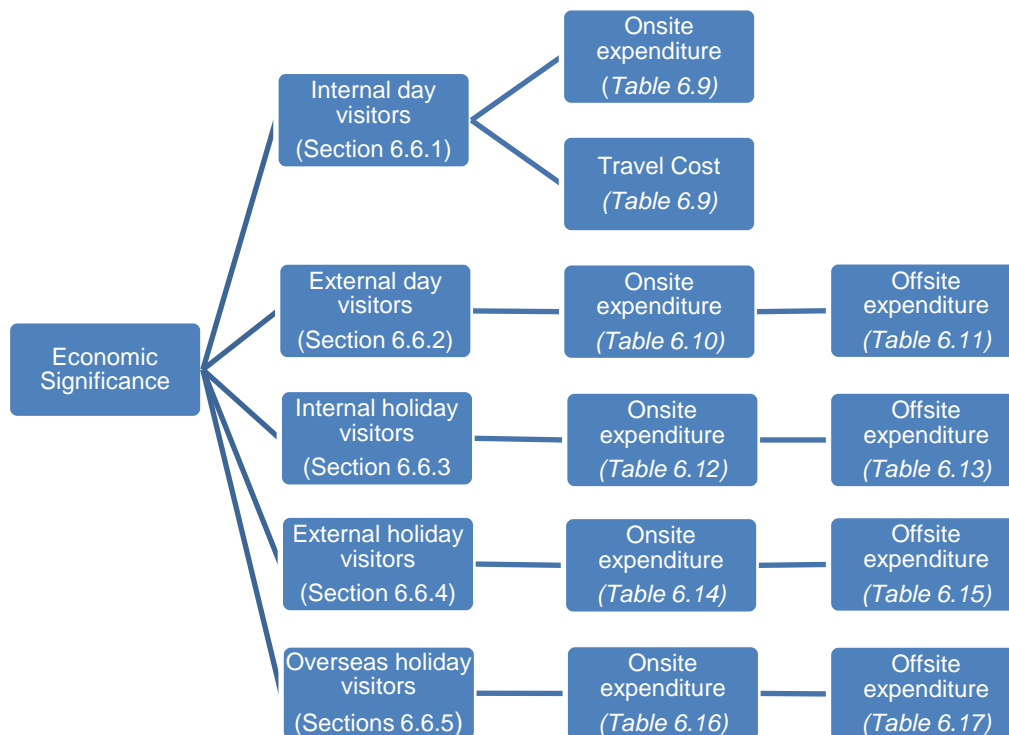 Onsite
expenditure
(Table 6.9)
Internal day
visitors
(Section 6.6.1)
Travel Cost
(Table 6.9)
External day
visitors
(Section 6.6.2)
Onsite
expenditure
(Table 6.10)
Offsite
expenditure
(Table 6.11)
Economic
Significance
Internal holiday
visitors
(Section 6.6.3
Onsite
expenditure
(Table 6.12)
Offsite
expenditure
(Table 6.13)
External holiday
visitors
(Section 6.6.4)
Onsite
expenditure
(Table 6.14)
Offsite
expenditure
(Table 6.15)
Overseas holiday
visitors
(Sections 6.6.5)
Onsite
expenditure
(Table 6.16)
Offsite
expenditure
(Table 6.17)